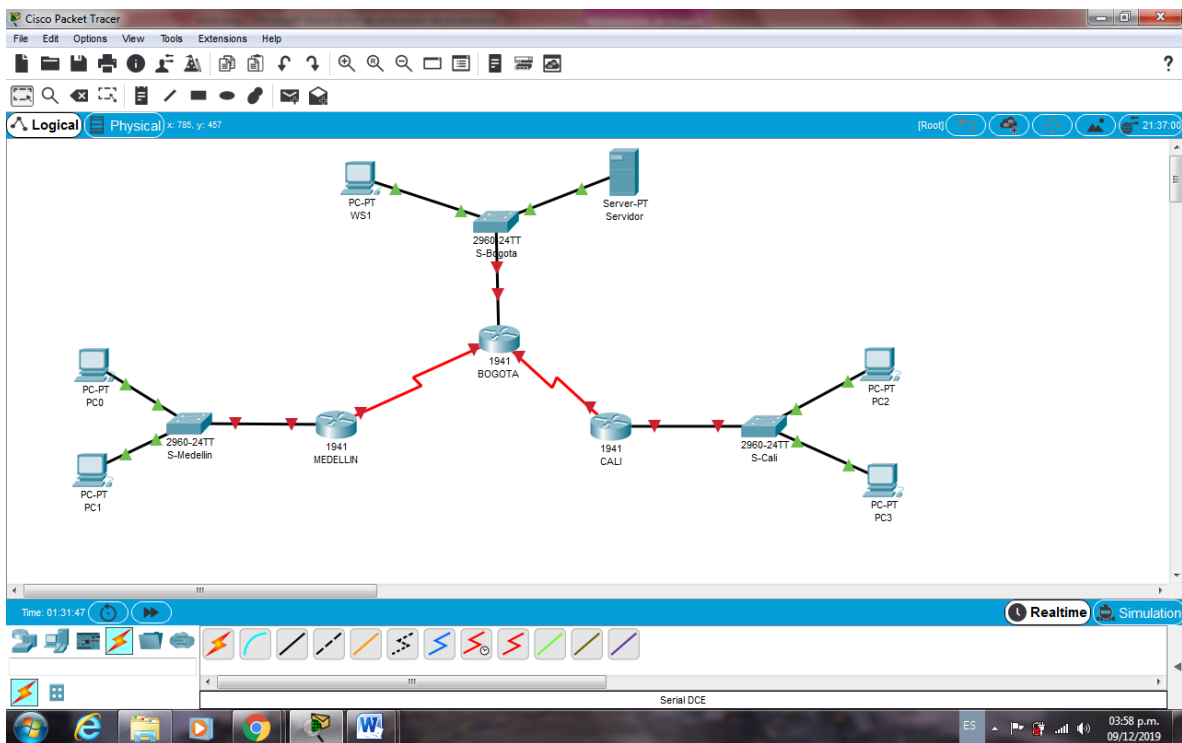 Cisco Packet Tracer
File Edit Options View Tools Extensions Help
?
Logical Physical x: 785, y: 457 [Root] 21:37:00
PC-PT
WS1
Server-PT
Servidor
2960-24TT
S-Bogota
1941
BOGOTA
PC-PT
PC0
PC-PT
PC2
2960-24TT
S-Medellin
1941
MEDELLIN
1941
CALI
2960-24TT
S-Cali
PC-PT
PC1
PC-PT
PC3
Time: 01:31:47 Realtime Simulation
Serial DCE
ES 03:58 p.m.
09/12/2019